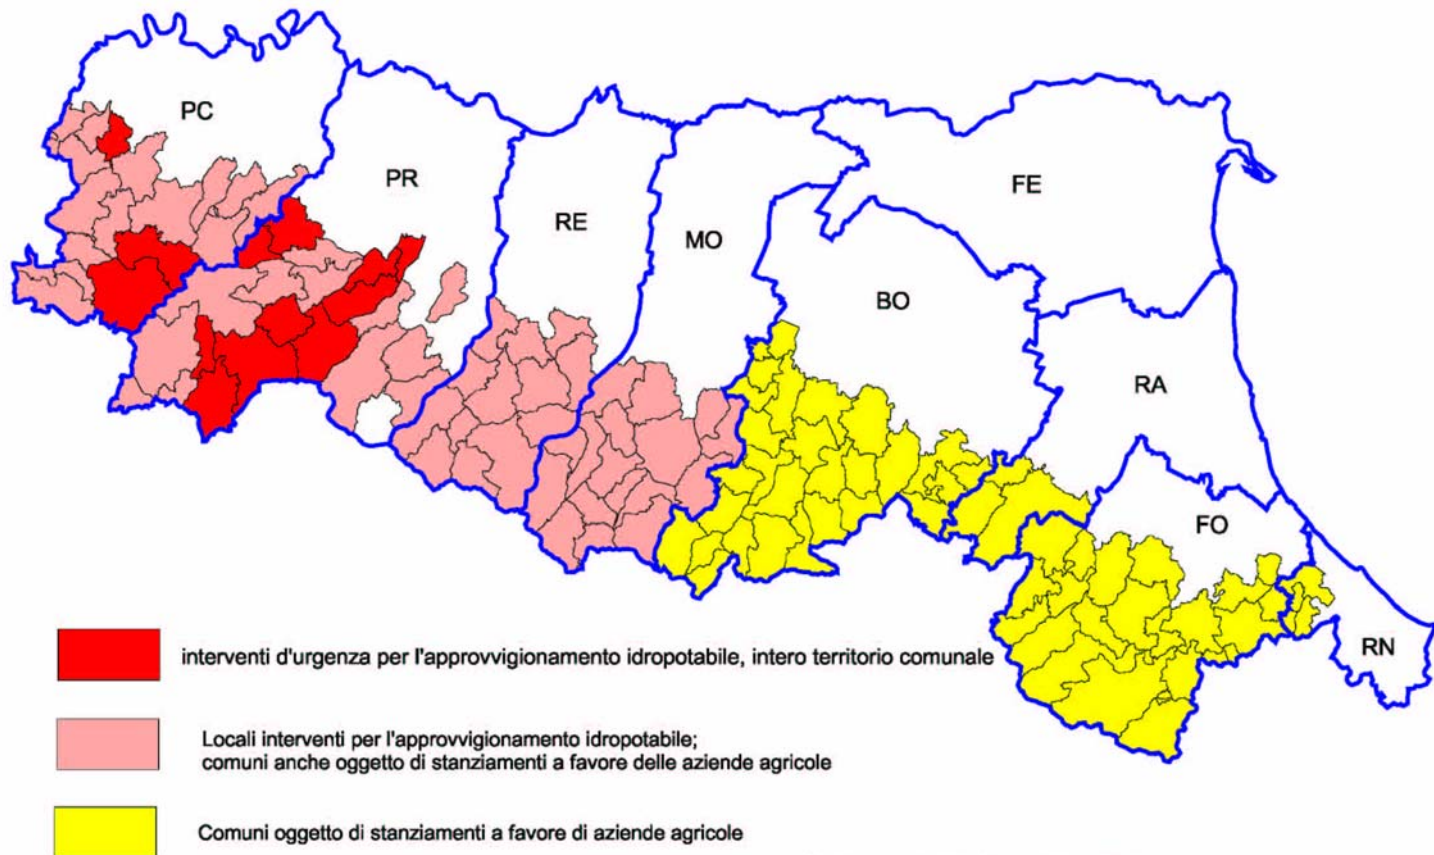 PC
PR
RE
MO
FE
BO
RA
FO
RN
interventi d'urgenza per l'approvvigionamento idropotabile, intero territorio comunale
Locali interventi per l'approvvigionamento idropotabile;
comuni anche oggetto di stanziamenti a favore delle aziende agricole
Comuni oggetto di stanziamenti a favore di aziende agricole